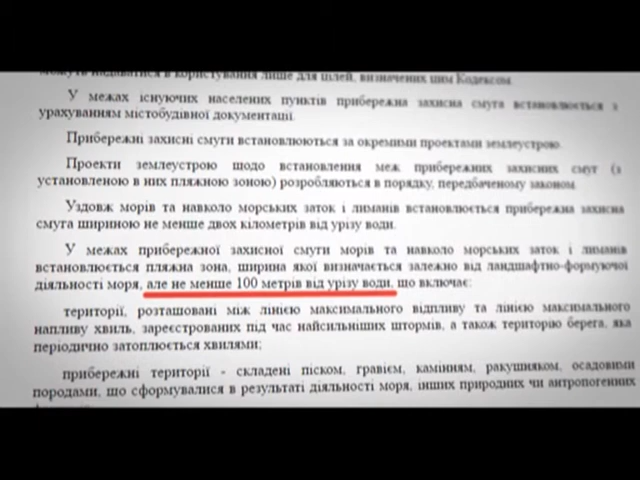 можуть надаватися в користування лише для цілей, визначених цим Кодексом.
У межах існуючих населених пунктів прибережна захисна смуга встановлюється з
урахуванням містобудівної документації.
Прибережні захисні смуги встановлюються за окремими проектами землеустрою.
Проекти землеустрою щодо встановлення меж прибережних захисних смуг (з
установленою в них пляжною зоною) розробляються в порядку, передбаченому законом.
Уздовж морів та навколо морських заток і лиманів встановлюється прибережна захисна
смуга шириною не менше двох кілометрів від урізу води.
У межах прибережної захисної смуги морів та навколо морських заток і лиманів
встановлюється пляжна зона, ширина якої визначається залежно від ландшафтно-формуючої
діяльності моря, але не менше 100 метрів від урізу води, що включає:
території, розташовані між лінією максимального відпливу та лінією максимального
напливу хвиль, зареєстрованих під час найсильніших штормів, а також територію берега, яка
періодично затоплюється хвилями;
прибережні території - складені піском, гравієм, камінням, ракушняком, осадовими
породами, що сформувалися в результаті діяльності моря, інших природних чи антропогенних